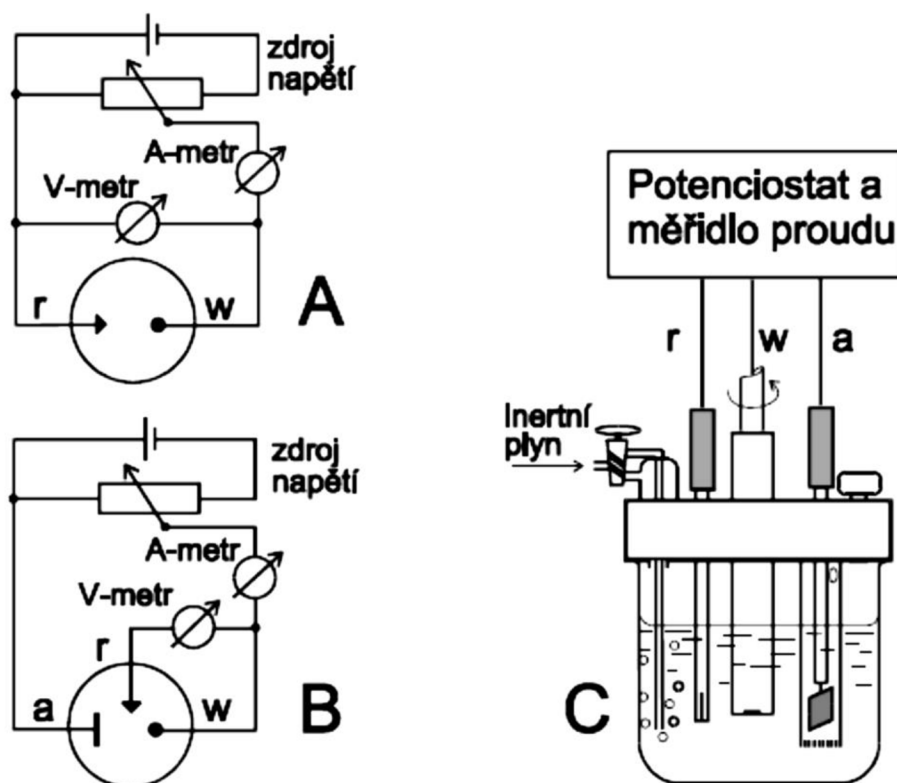 zdroj
napětí
A-metr
V-metr
r
w
A
zdroj
napětí
A-metr
V-metr
r
a
w
B
Potenciostat a
měřidlo proudu
r
w
a
Inertní
plyn
C